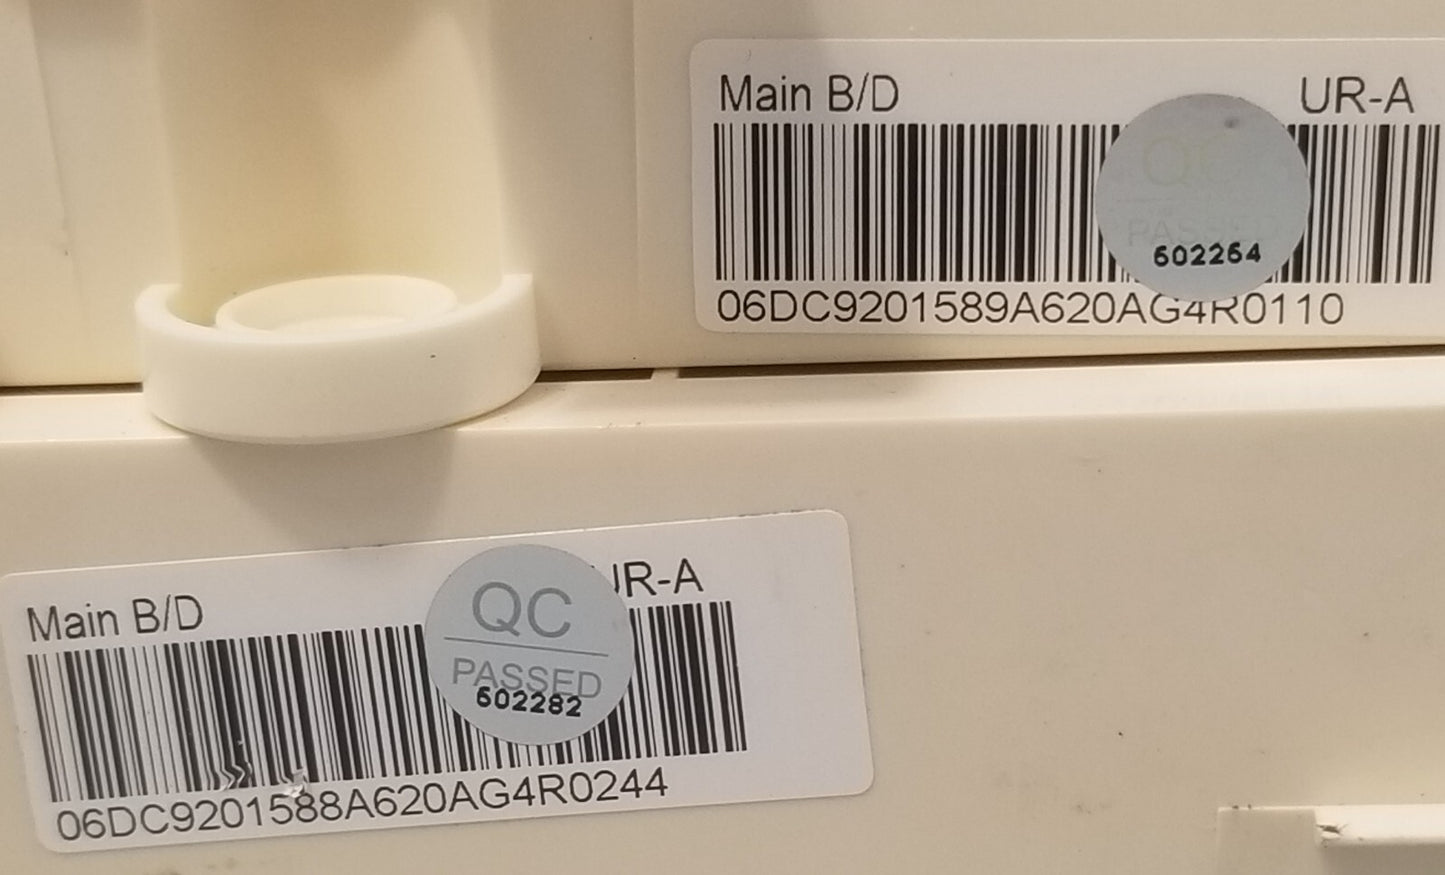 Main B/D UR-A
QC
PASSED
602264
06DC9201589A620AG4R0110
Main B/D UR-A
QC
PASSED
602282
06DC9201588A620AG4R0244